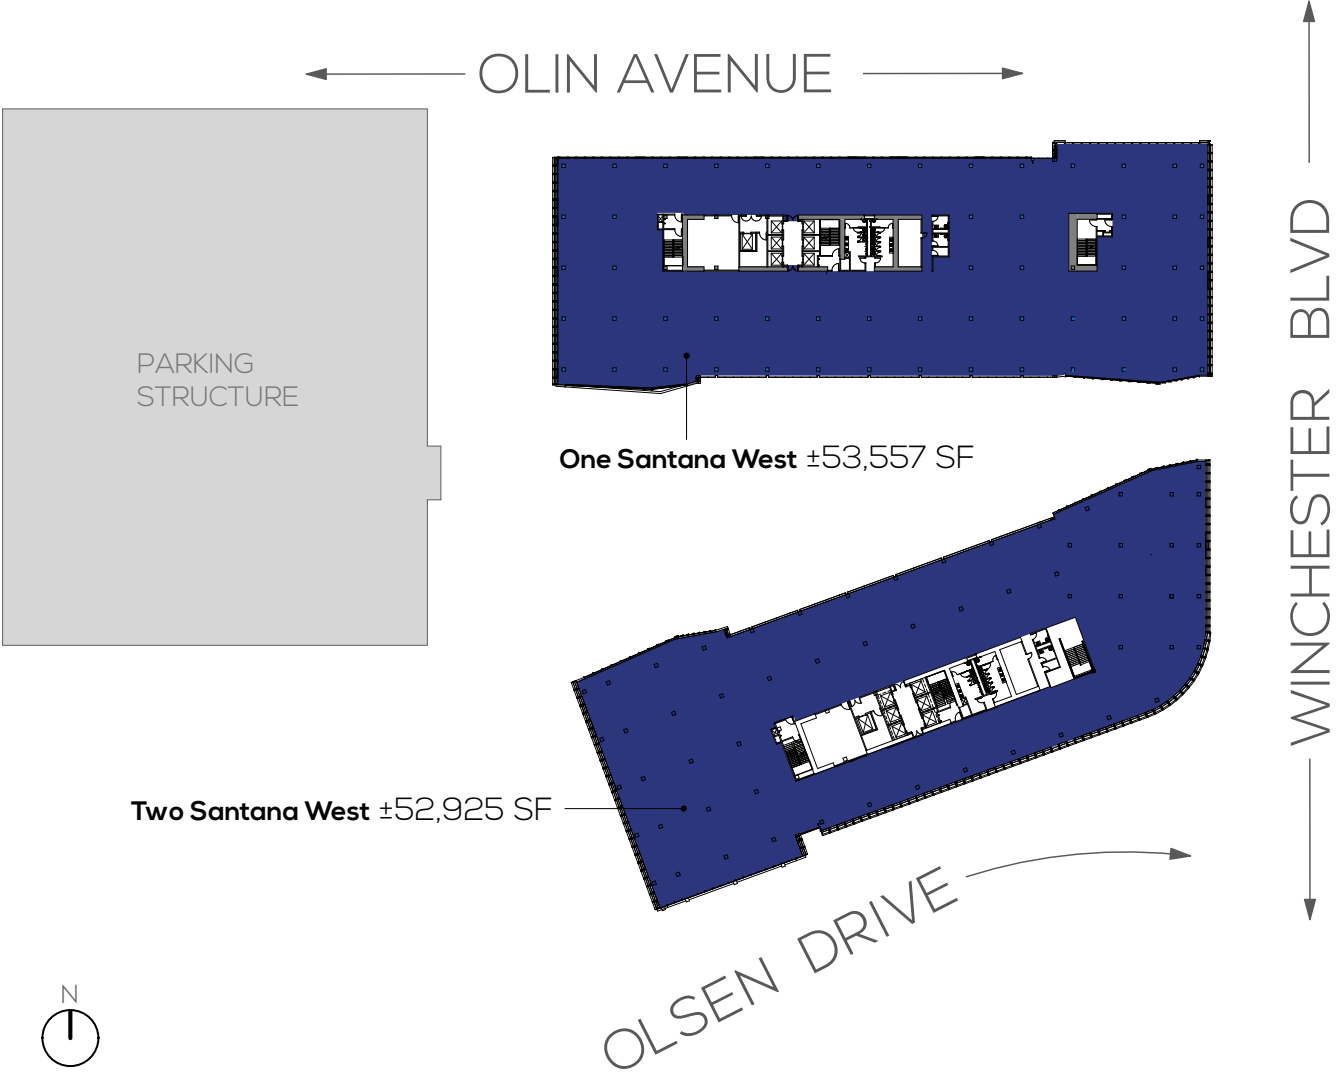 OLIN AVENUE
WINCHESTER BLVD
PARKING
STRUCTURE
One Santana West ±53,557 SF
Two Santana West ±52,925 SF
OLSEN DRIVE
N